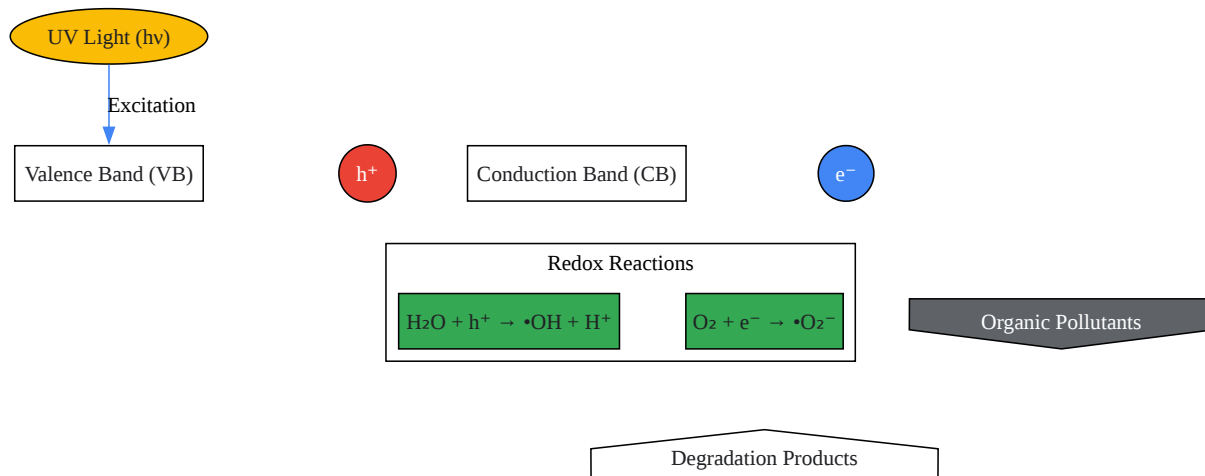 UV Light (hν)
Excitation
Valence Band (VB)
h⁺
Conduction Band (CB)
e⁻
Redox Reactions
H₂O + h⁺ → •OH + H⁺
O₂ + e⁻ → •O₂⁻
Organic Pollutants
Degradation Products